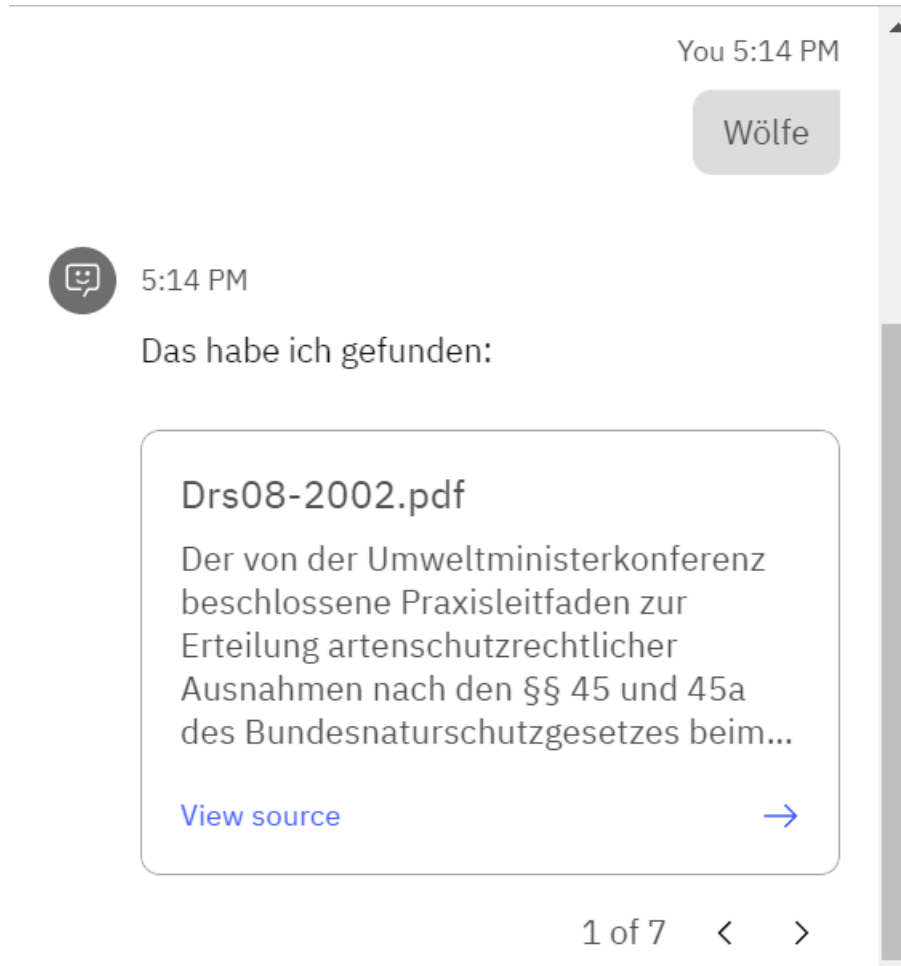 You 5:14 PM
Wölfe
5:14 PM
Das habe ich gefunden:
Drs08-2002.pdf
Der von der Umweltministerkonferenz
beschlossene Praxisleitfaden zur
Erteilung artenschutzrechtlicher
Ausnahmen nach den §§ 45 und 45a
des Bundesnaturschutzgesetzes beim...
View source
1 of 7